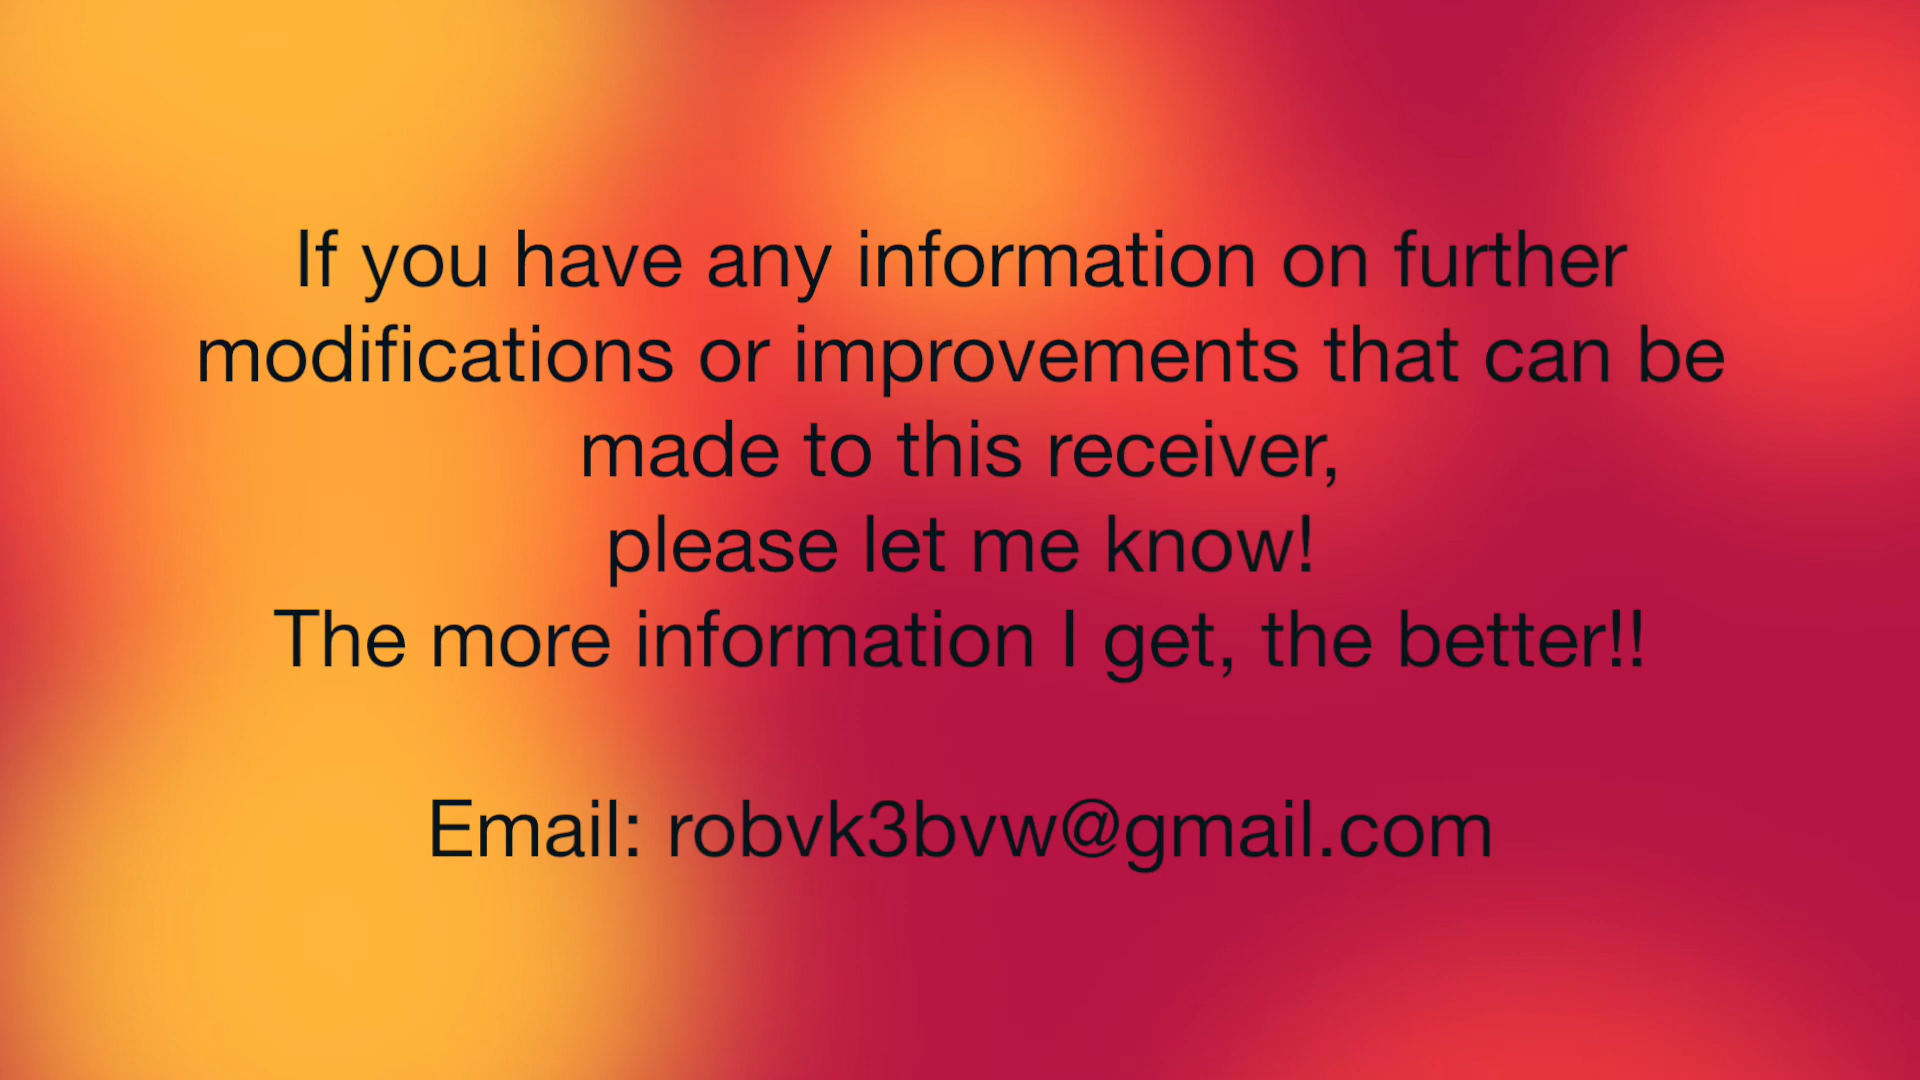 If you have any information on further
modifications or improvements that can be
made to this receiver,
please let me know!
The more information I get, the better!!
Email: robvk3bvw@gmail.com